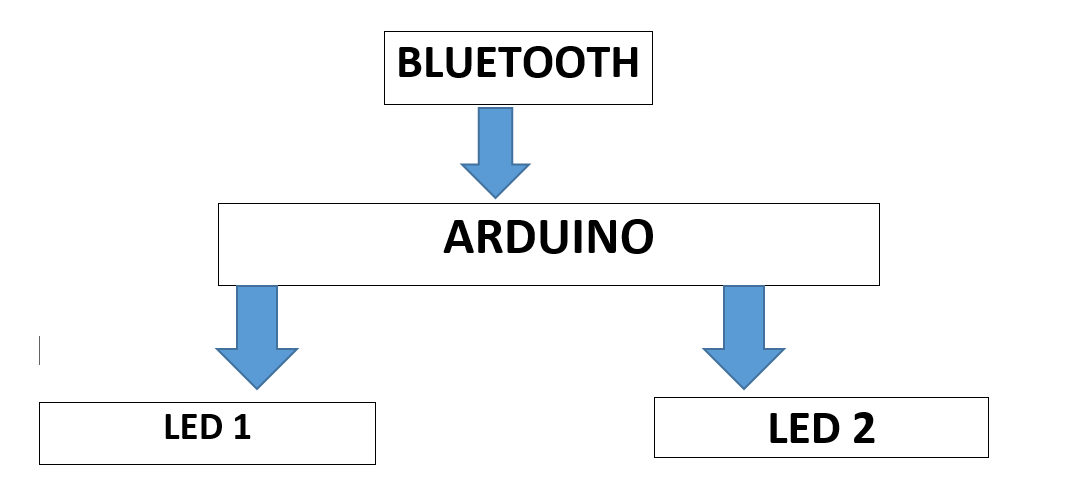 BLUETOOTH
ARDUINO
LED 1
LED 2